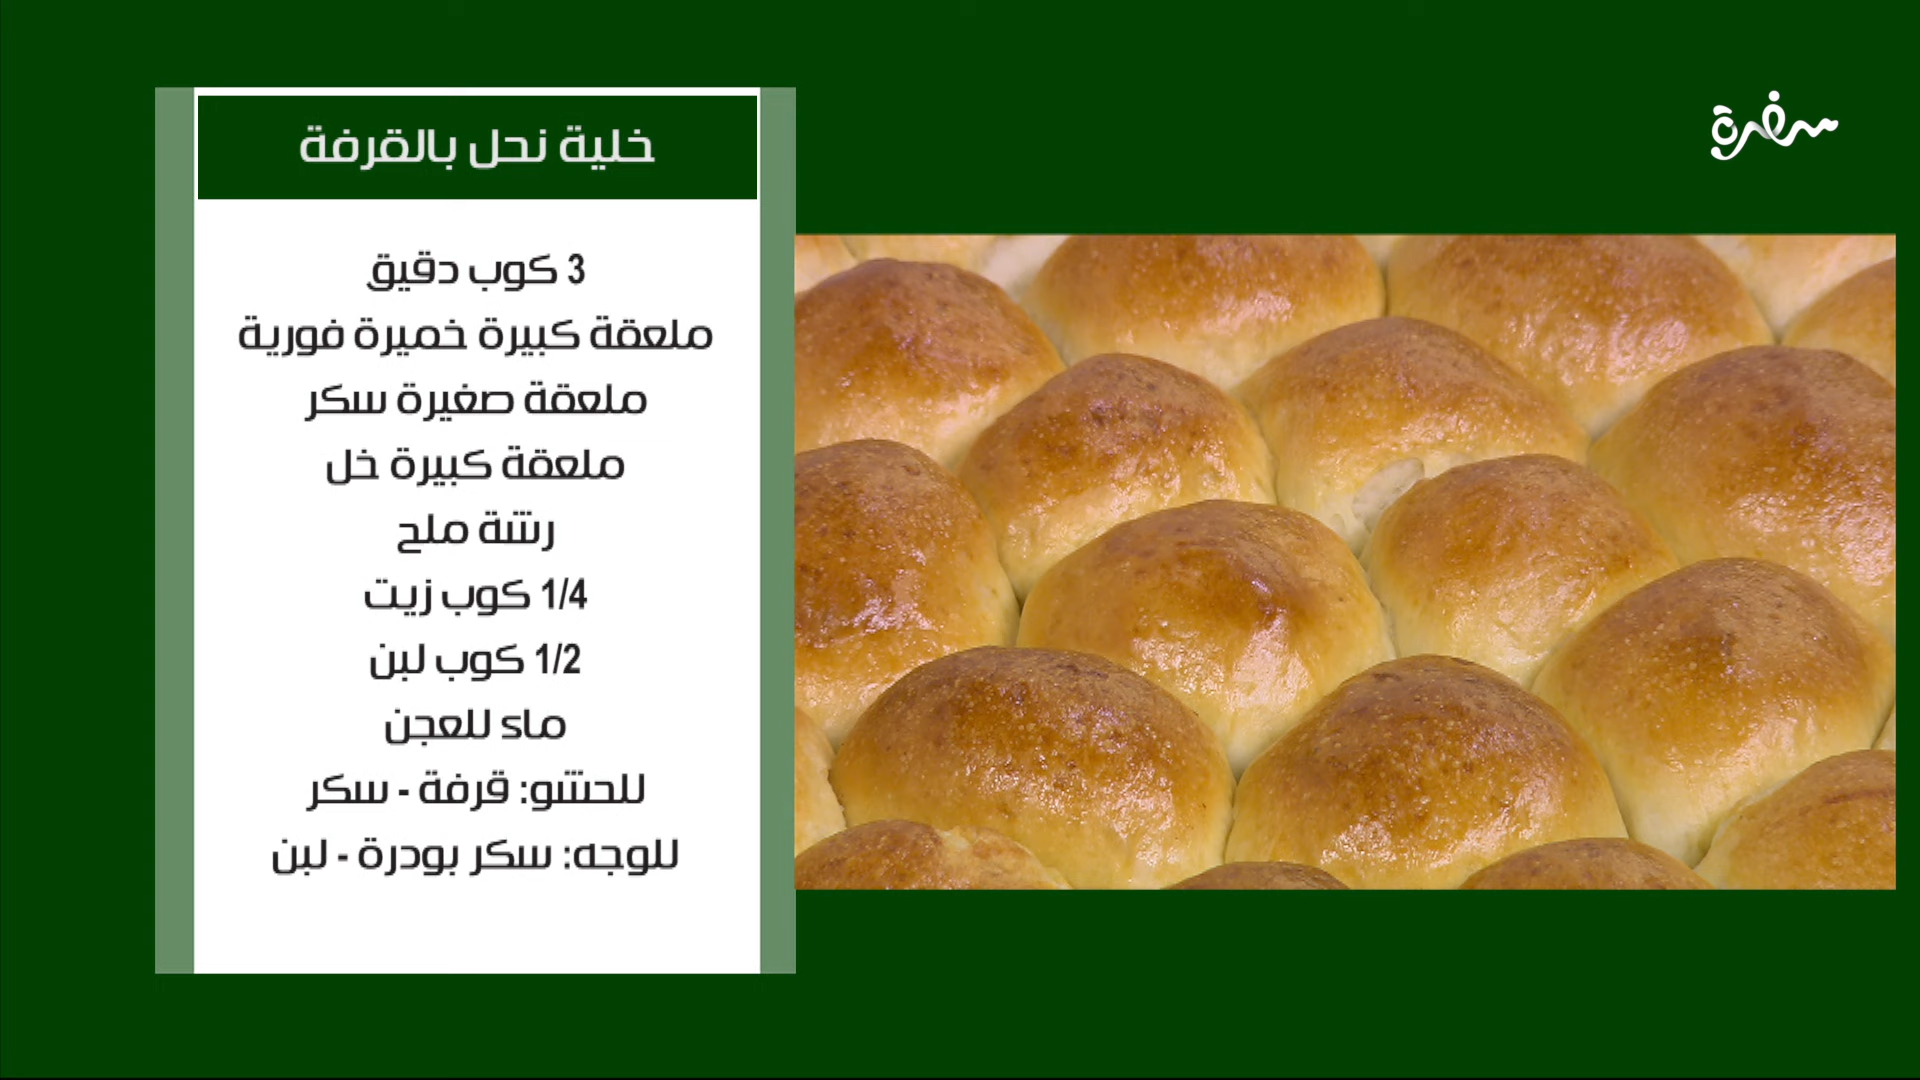 سفرة
خلية نحل بالقرفة
3 كوب دقيق
ملعقة كبيرة خميرة فورية
ملعقة صغيرة سكر
ملعقة كبيرة خل
رشة ملح
1/4 كوب زيت
1/2 كوب لبن
ماء للعجن
للحشو: قرفة - سكر
للوجه: سكر بودرة - لبن